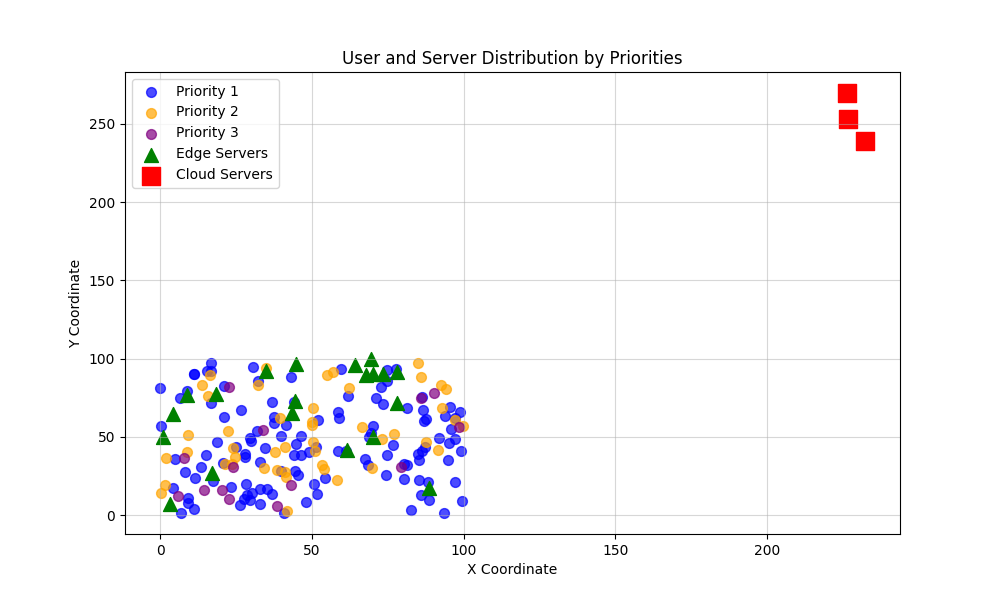 User and Server Distribution by Priorities
Priority 1
Priority 2
Priority 3
Edge Servers
Cloud Servers
Y Coordinate
250
200
150
100
50
0
0
50
100
150
200
X Coordinate